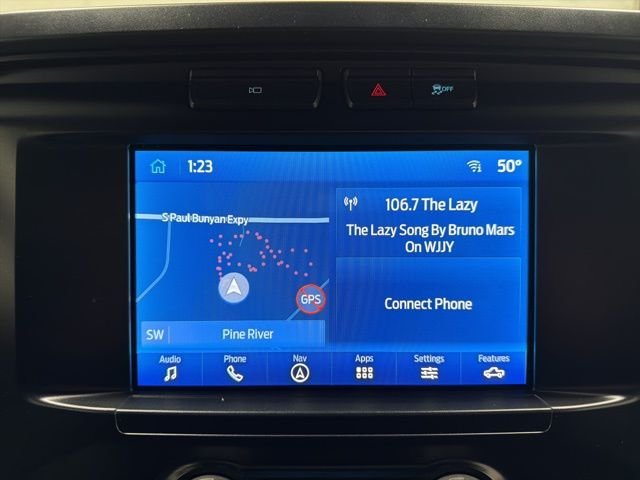 OFF
1:23
50°
S Paul Bunyan Expy
106.7 The Lazy
The Lazy Song By Bruno Mars
On WJJY
GPS
Connect Phone
SW
Pine River
Audio
Phone
Nav
Apps
Settings
Features